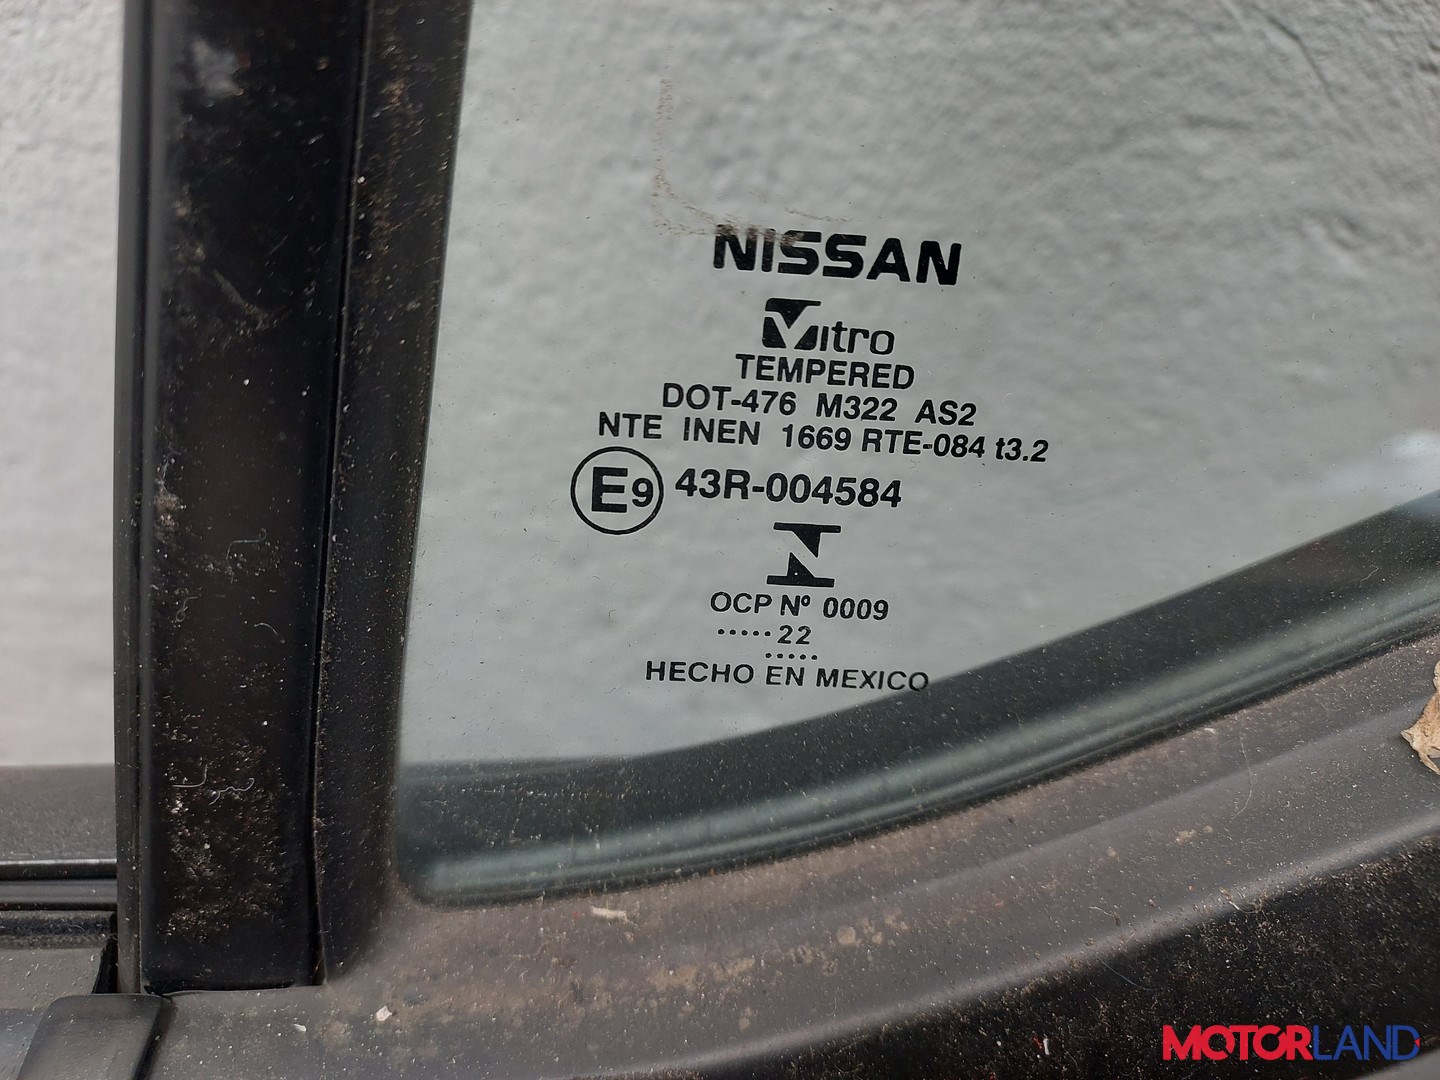 NISSAN
Vitro
TEMPERED
DOT-476 M322 AS2
NTE INEN 1669 RTE-084 t3.2
E9 43R-004584
N
OCP Nº 0009
.....22
.....
HECHO EN MEXICO
MOTORLAND